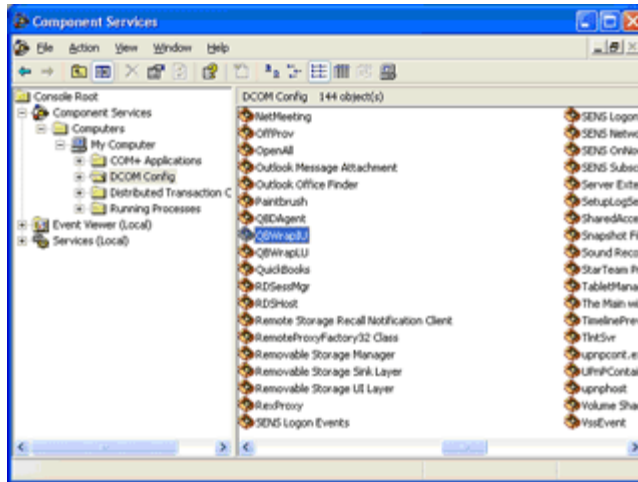 Component Services
File Action View Window Help
Console Root
Component Services
Computers
My Computer
COM+ Applications
DCOM Config
Distributed Transaction C
Running Processes
Event Viewer (Local)
Services (Local)
DCOM Config 144 object(s)
NetMeeting
OffProv
OpenAll
Outlook Message Attachment
Outlook Office Finder
Paintbrush
QBDAgent
QBWrapIU
QBWrapLU
QuickBooks
RDSessMgr
RDSHost
Remote Storage Recall Notification Client
RemoteProxyFactory32 Class
Removable Storage Manager
Removable Storage Sink Layer
Removable Storage UI Layer
RexProxy
SENS Logon Events
SENS Logon
SENS Netwo
SENS OnNo
SENS Subsc
Server Exte
SetupLogSe
SharedAcce
Snapshot Fi
Sound Reco
StarTeam P
TabletMana
The Main wi
TimelinePrev
TlntSvr
upnpcont.e
UPnPContai
upnphost
Volume Sha
VssEvent